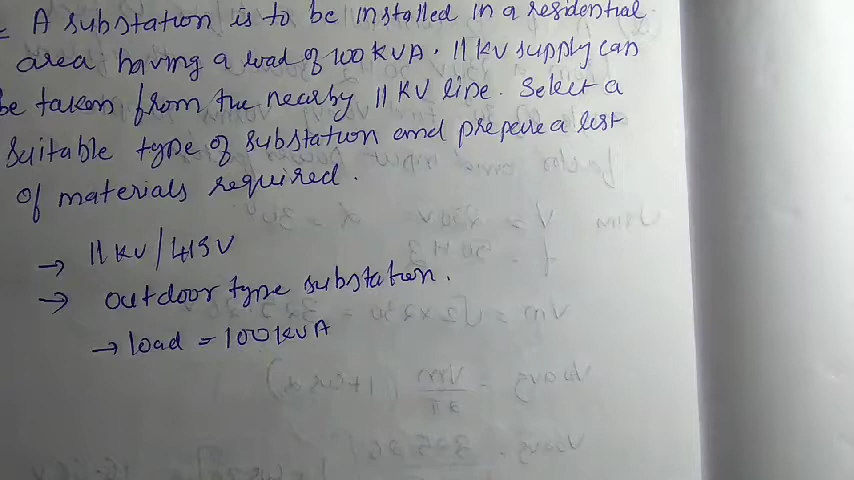 A substation is to be installed in a residential
area having a load of 100 KVA. 11 KV supply can
be taken from the nearby 11 KV line. Select a
suitable type of substation and prepare a list
of materials required.
→ 11 KV / 415 V
→ outdoor type substation.
→ load = 100 KVA